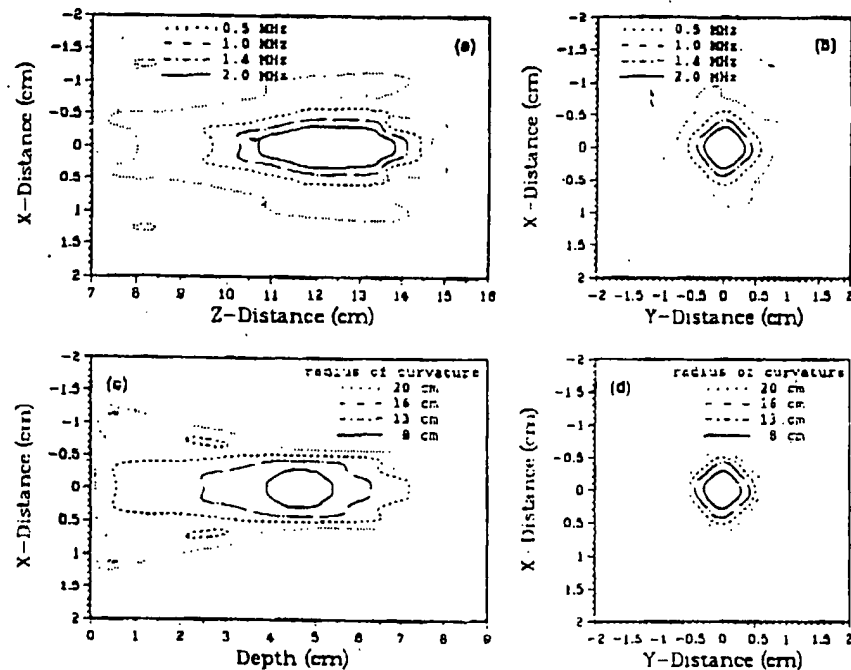 0.5 MHz
1.0 MHz
1.4 MHz
2.0 MHz
(a)
X-Distance (cm)
-2
-1.5
-1
-0.5
0
0.5
1
1.5
2
7 8 9 10 11 12 13 14 15 16
Z-Distance (cm)
0.5 MHz
1.0 MHz
1.4 MHz
2.0 MHz
(b)
X-Distance (cm)
-2
-1.5
-1
-0.5
0
0.5
1
1.5
2
-2 -1.5 -1 -0.5 0 0.5 1 1.5 2
Y-Distance (cm)
(c)
radius of curvature
20 cm
16 cm
13 cm
8 cm
X-Distance (cm)
-2
-1.5
-1
-0.5
0
0.5
1
1.5
2
0 1 2 3 4 5 6 7 8 9
Depth (cm)
(d)
radius of curvature
20 cm
16 cm
13 cm
8 cm
X-Distance (cm)
-2
-1.5
-1
-0.5
0
0.5
1
1.5
2
-2 -1.5 -1 -0.5 0 0.5 1 1.5 2
Y-Distance (cm)